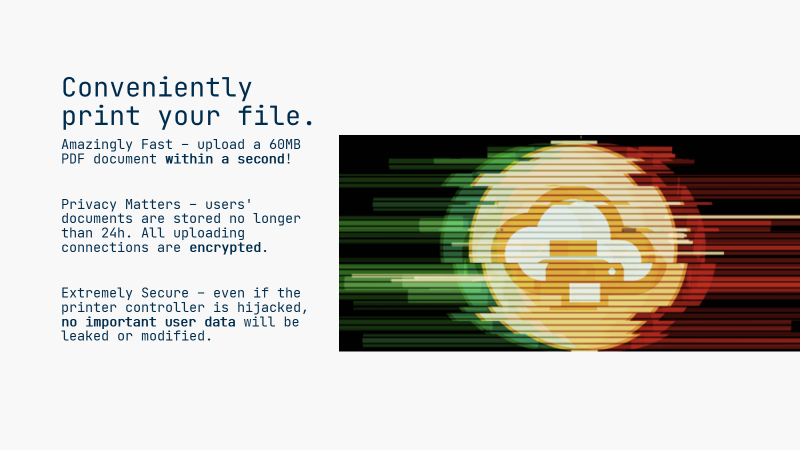 Conveniently
print your file.
Amazingly Fast – upload a 60MB
PDF document within a second!
Privacy Matters – users'
documents are stored no longer
than 24h. All uploading
connections are encrypted.
Extremely Secure – even if the
printer controller is hijacked,
no important user data will be
leaked or modified.